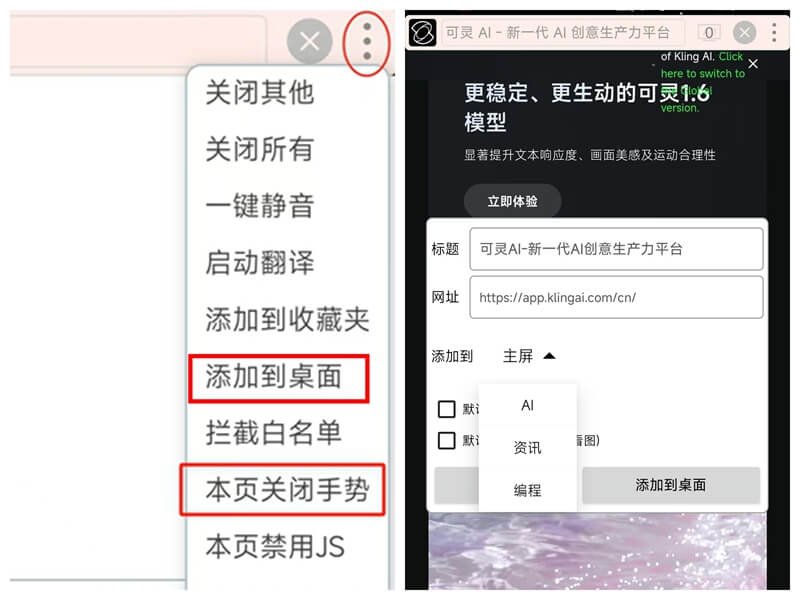 关闭其他
关闭所有
一键静音
启动翻译
添加到收藏夹
添加到桌面
拦截白名单
本页关闭手势
本页禁用JS
可灵 AI - 新一代 AI 创意生产力平台
0
of Kling AI. Click
here to switch to
the Global
version.
更稳定、更生动的可灵1.6
模型
显著提升文本响应度、画面美感及运动合理性
立即体验
标题
可灵AI-新一代AI创意生产力平台
网址
https://app.klingai.com/cn/
添加到
主屏
默
AI
默
看图)
资讯
编程
添加到桌面